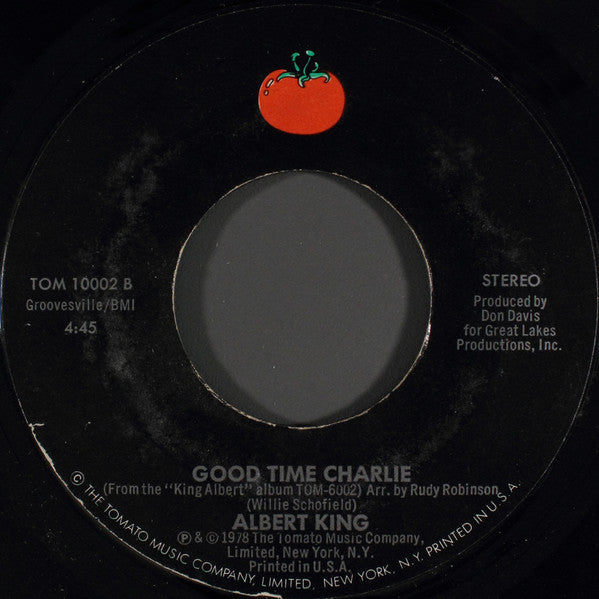 TOM 10002 B
Groovesville/BMI
4:45
STEREO
Produced by
Don Davis
for Great Lakes
Productions, Inc.
GOOD TIME CHARLIE
(From the "King Albert" album TOM-6002) Arr. by Rudy Robinson
(Willie Schofield)
ALBERT KING
℗ & © 1978 The Tomato Music Company,
Limited, New York, N.Y.
Printed in U.S.A.
© THE TOMATO MUSIC COMPANY, LIMITED, NEW YORK, N.Y. PRINTED IN U.S.A.